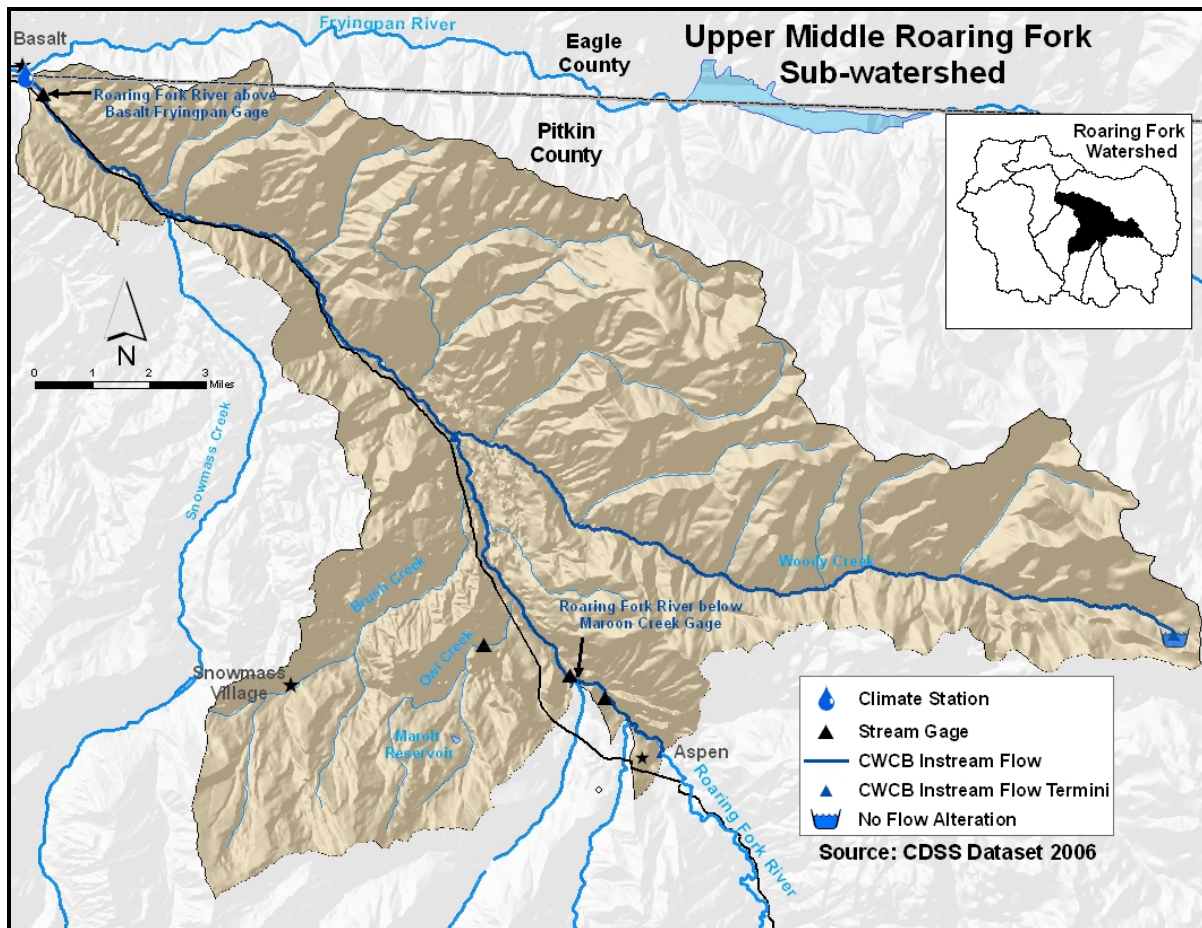 Fryingpan River
Basalt
Eagle
County
Upper Middle Roaring Fork
Sub-watershed
Roaring Fork River above
Basalt/Fryingpan Gage
Pitkin
County
Roaring Fork
Watershed
N
0 1 2 3
Miles
Snowmass Creek
Woody Creek
Brush Creek
Roaring Fork River below
Maroon Creek Gage
Owl Creek
Snowmass
Village
Marolt
Reservoir
Aspen
Roaring Fork River
Climate Station
Stream Gage
CWCB Instream Flow
CWCB Instream Flow Termini
No Flow Alteration
Source: CDSS Dataset 2006